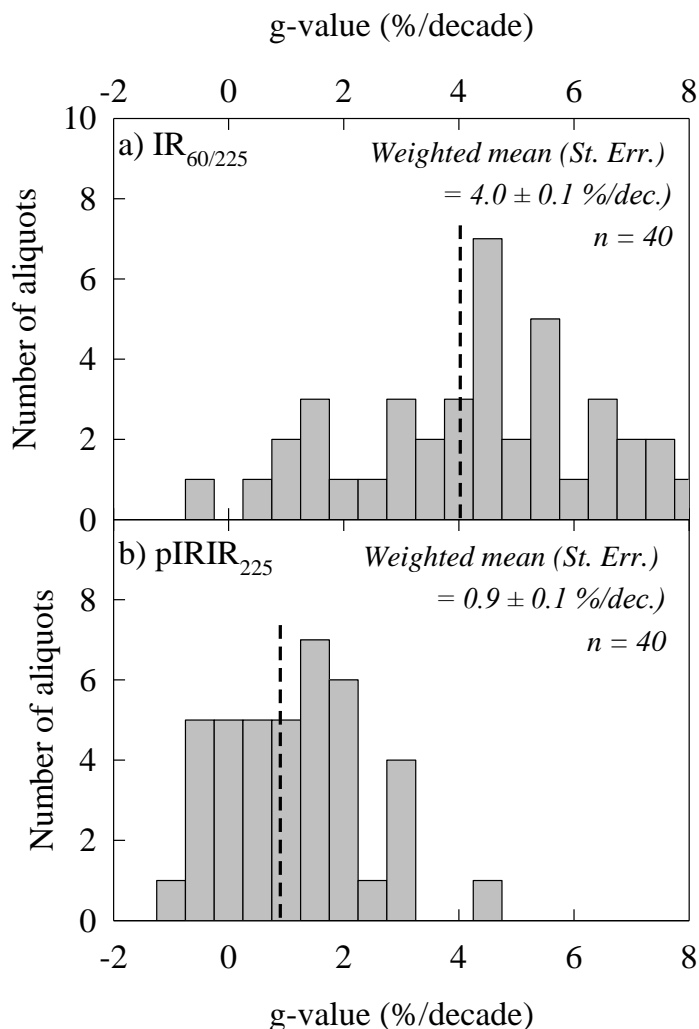 g-value (%/decade)
-2 0 2 4 6 8
10
8
6
4
2
0
Number of aliquots
a) IR60/225
Weighted mean (St. Err.)
= 4.0 ± 0.1 %/dec.)
n = 40
8
6
4
2
0
Number of aliquots
b) pIRIR225
Weighted mean (St. Err.)
= 0.9 ± 0.1 %/dec.)
n = 40
-2 0 2 4 6 8
g-value (%/decade)